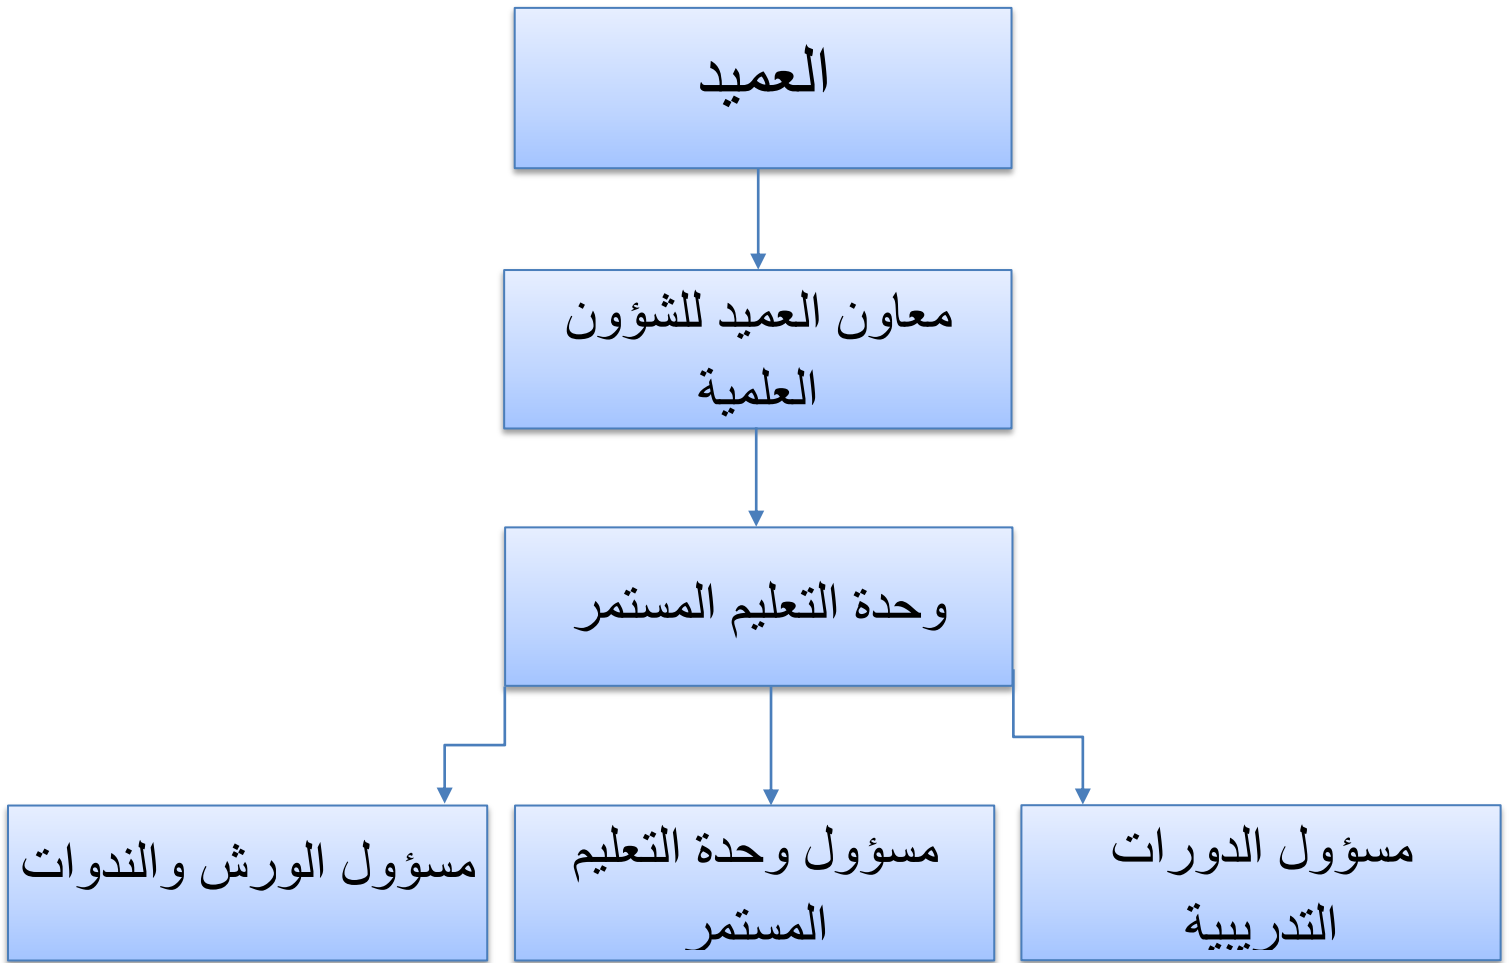 العميد
معاون العميد للشؤون
العلمية
وحدة التعليم المستمر
مسؤول الدورات
التدريبية
مسؤول وحدة التعليم
المستمر
مسؤول الورش والندوات